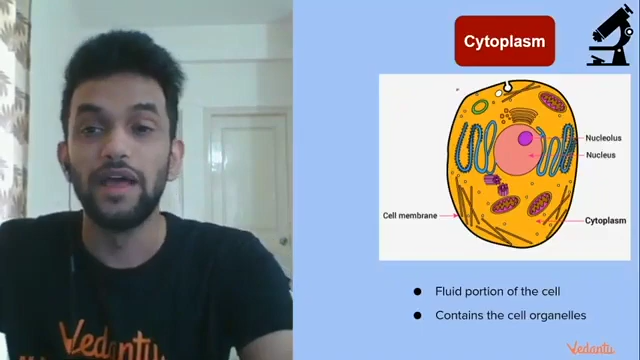 Cytoplasm
Nucleolus
Nucleus
Cell membrane
Cytoplasm
Fluid portion of the cell
Contains the cell organelles
Vedantu
Vedantu